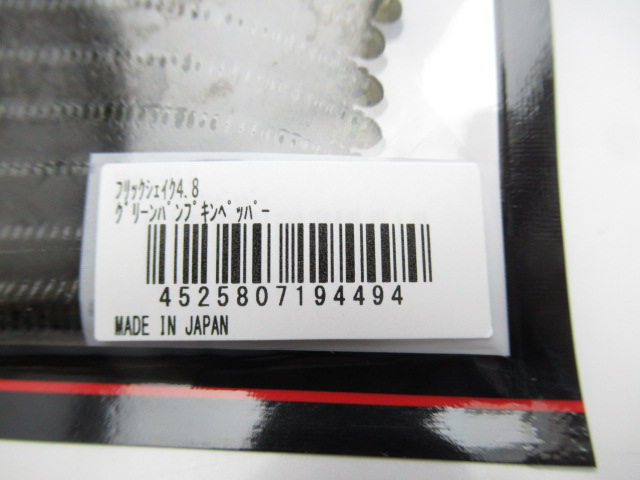 ﾌﾘｯｸｼｪｲｸ4.8
ｸﾞﾘｰﾝﾊﾟﾝﾌﾟｷﾝﾍﾟｯﾊﾟｰ
4525807194494
MADE IN JAPAN